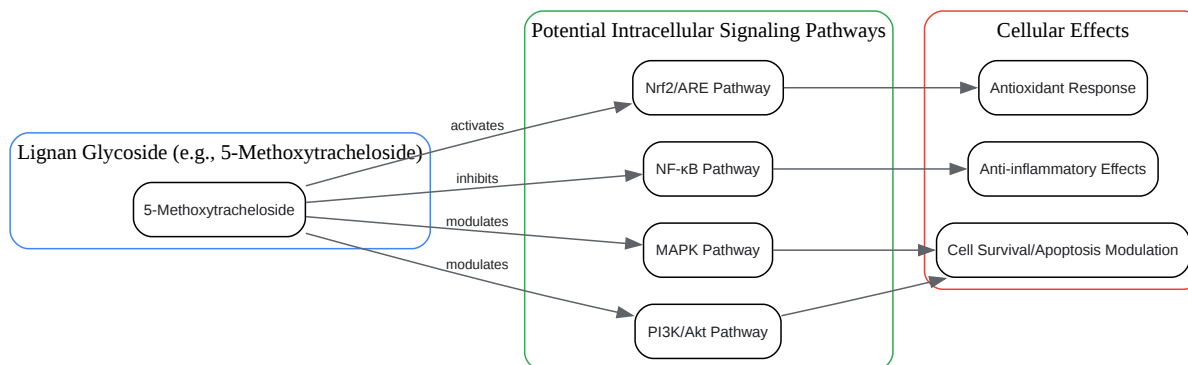 Potential Intracellular Signaling Pathways
Cellular Effects
Nrf2/ARE Pathway
Antioxidant Response
activates
Lignan Glycoside (e.g., 5-Methoxytracheloside)
NF-κB Pathway
Anti-inflammatory Effects
inhibits
5-Methoxytracheloside
modulates
MAPK Pathway
Cell Survival/Apoptosis Modulation
modulates
PI3K/Akt Pathway